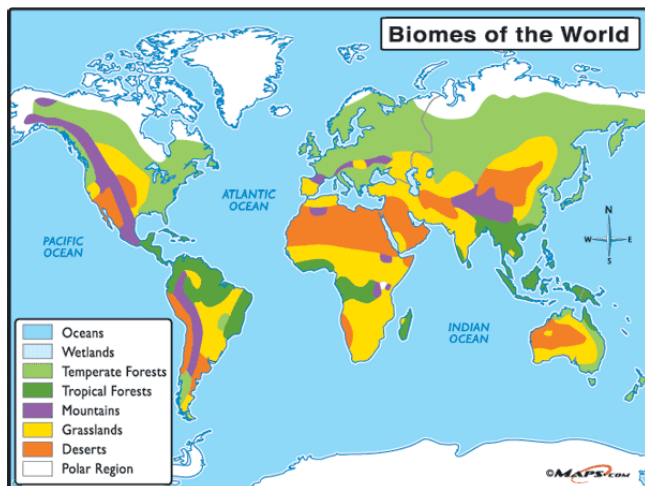 Biomes of the World
ATLANTIC
OCEAN
PACIFIC
OCEAN
N
W
E
S
INDIAN
OCEAN
Oceans
Wetlands
Temperate Forests
Tropical Forests
Mountains
Grasslands
Deserts
Polar Region
©MAPS.COM